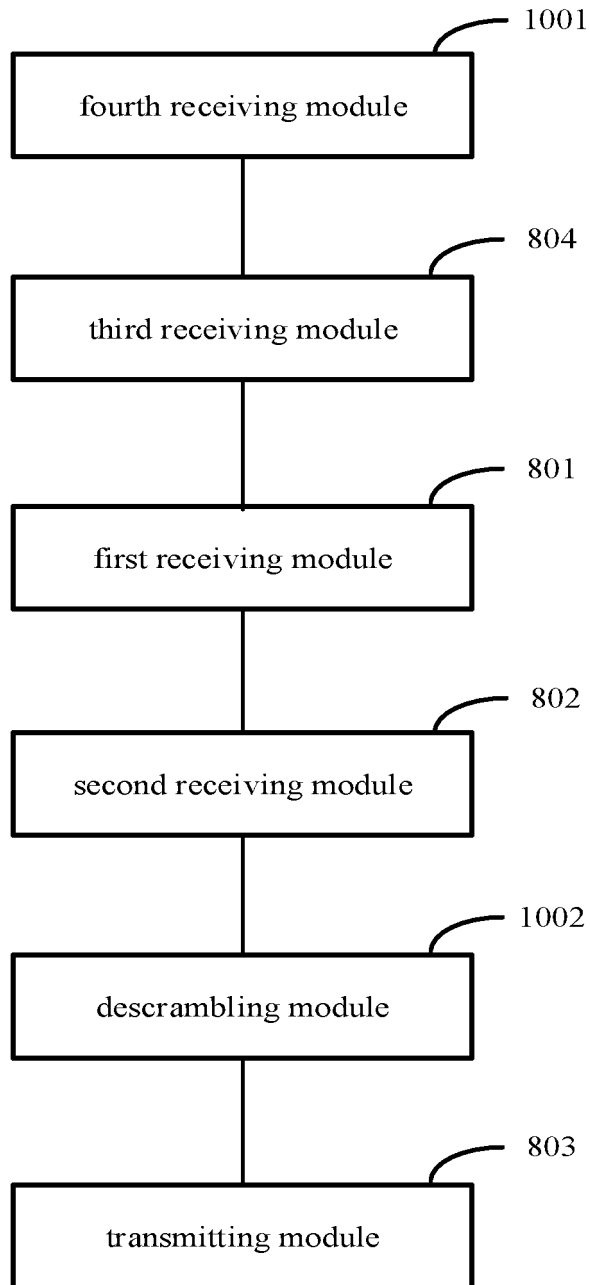 1001
fourth receiving module
804
third receiving module
801
first receiving module
802
second receiving module
1002
descrambling module
803
transmitting module